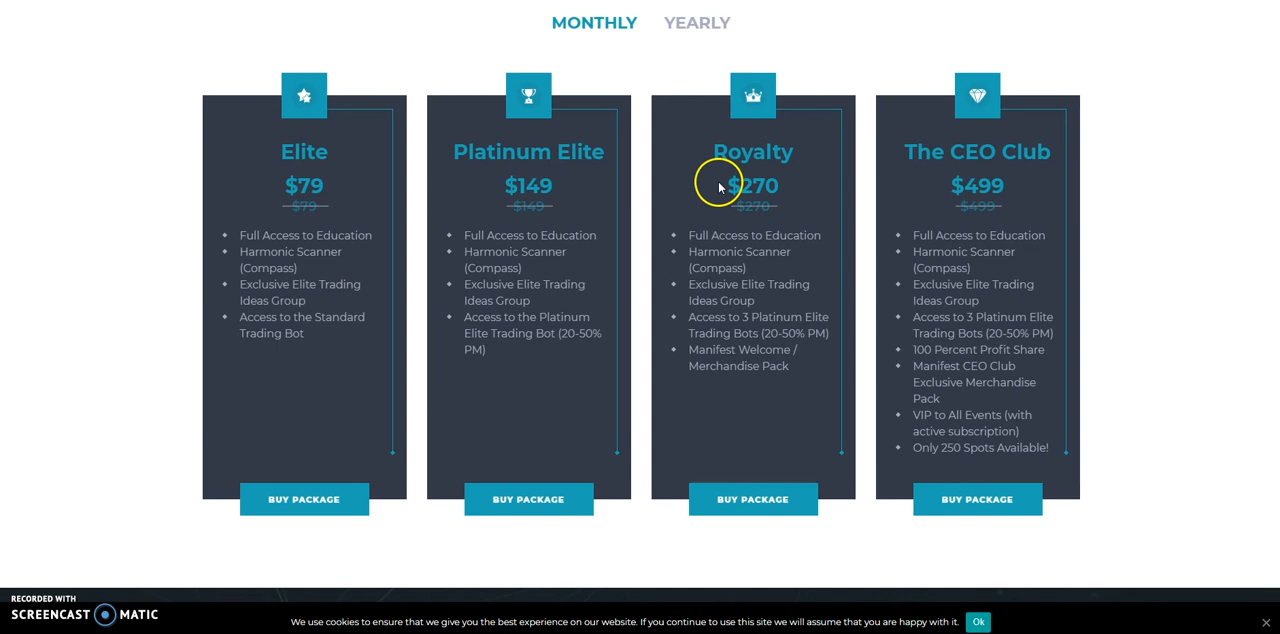 MONTHLY YEARLY
Elite
$79
$79
Full Access to Education
Harmonic Scanner
(Compass)
Exclusive Elite Trading
Ideas Group
Access to the Standard
Trading Bot
BUY PACKAGE
Platinum Elite
$149
$149
Full Access to Education
Harmonic Scanner
(Compass)
Exclusive Elite Trading
Ideas Group
Access to the Platinum
Elite Trading Bot (20-50%
PM)
BUY PACKAGE
Royalty
$270
$270
Full Access to Education
Harmonic Scanner
(Compass)
Exclusive Elite Trading
Ideas Group
Access to 3 Platinum Elite
Trading Bots (20-50% PM)
Manifest Welcome /
Merchandise Pack
BUY PACKAGE
The CEO Club
$499
$499
Full Access to Education
Harmonic Scanner
(Compass)
Exclusive Elite Trading
Ideas Group
Access to 3 Platinum Elite
Trading Bots (20-50% PM)
100 Percent Profit Share
Manifest CEO Club
Exclusive Merchandise
Pack
VIP to All Events (with
active subscription)
Only 250 Spots Available!
BUY PACKAGE
RECORDED WITH
SCREENCAST MATIC
We use cookies to ensure that we give you the best experience on our website. If you continue to use this site we will assume that you are happy with it. Ok